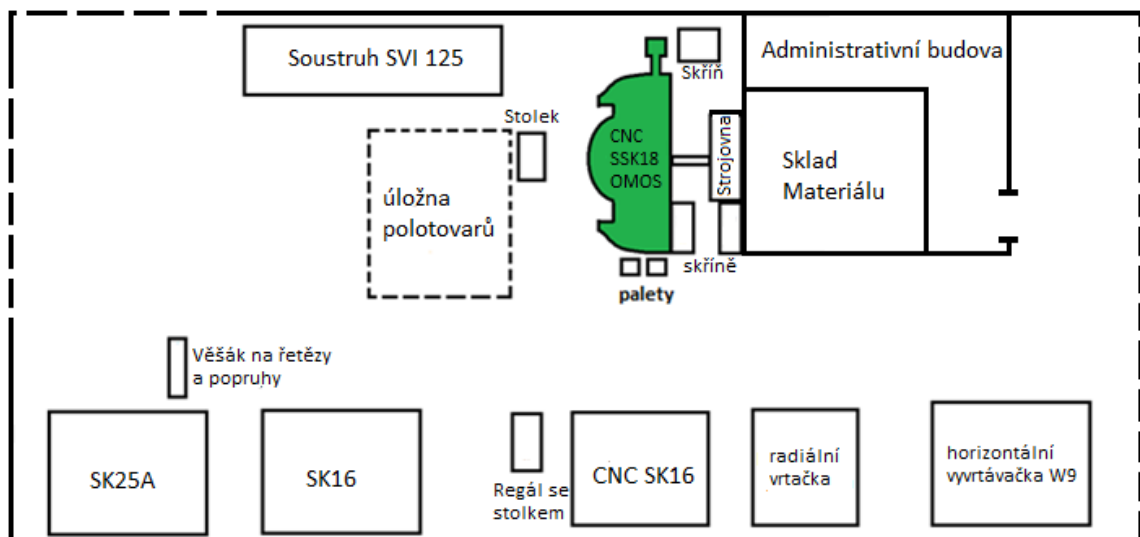 Soustruh SVI 125
Skříň
Administrativní budova
Stolek
CNC
SSK18
OMOS
Strojovna
Sklad
Materiálu
úložna
polotovarů
skříně
palety
Věšák na řetězy
a popruhy
SK25A
SK16
Regál se
stolkem
CNC SK16
radiální
vrtačka
horizontální
vyvrtávačka W9